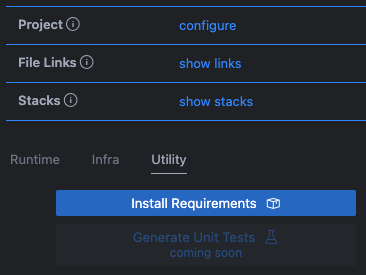 Project configure
File Links show links
Stacks show stacks
Runtime Infra Utility
Install Requirements
Generate Unit Tests
coming soon